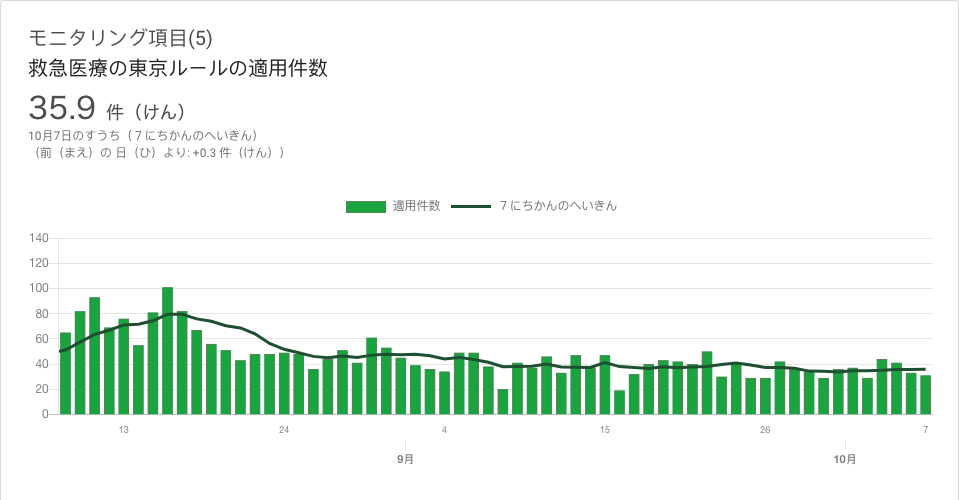 モニタリング項目(5)
救急医療の東京ルールの適用件数
35.9 件（けん）
10月7日のすうち（７にちかんのへいきん）
（前（まえ）の 日（ひ）より: +0.3 件（けん））
適用件数 ７にちかんのへいきん
140
120
100
80
60
40
20
0
13 24 4 15 26 7
9月 10月